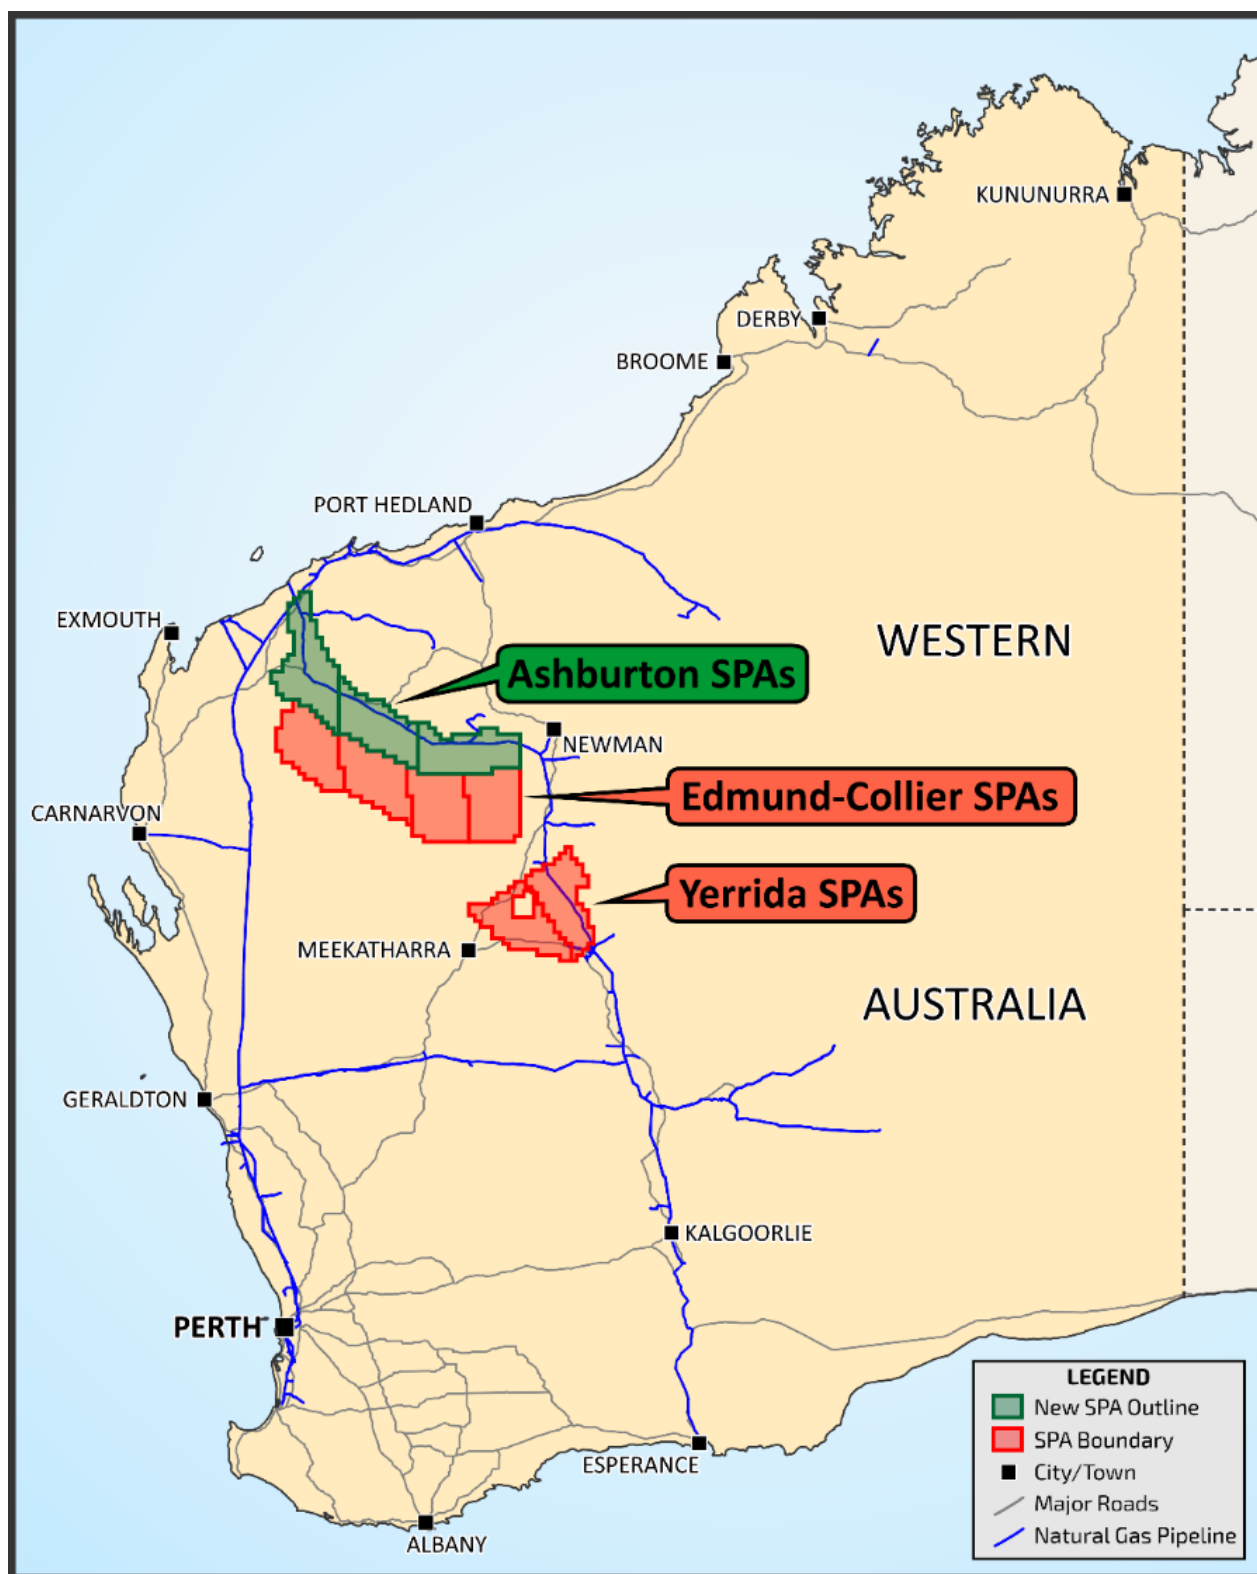 KUNUNURRA
DERBY
BROOME
PORT HEDLAND
EXMOUTH
WESTERN
Ashburton SPAs
NEWMAN
Edmund-Collier SPAs
CARNARVON
Yerrida SPAs
MEEKATHARRA
AUSTRALIA
GERALDTON
KALGOORLIE
PERTH
LEGEND
New SPA Outline
SPA Boundary
City/Town
Major Roads
Natural Gas Pipeline
ESPERANCE
ALBANY